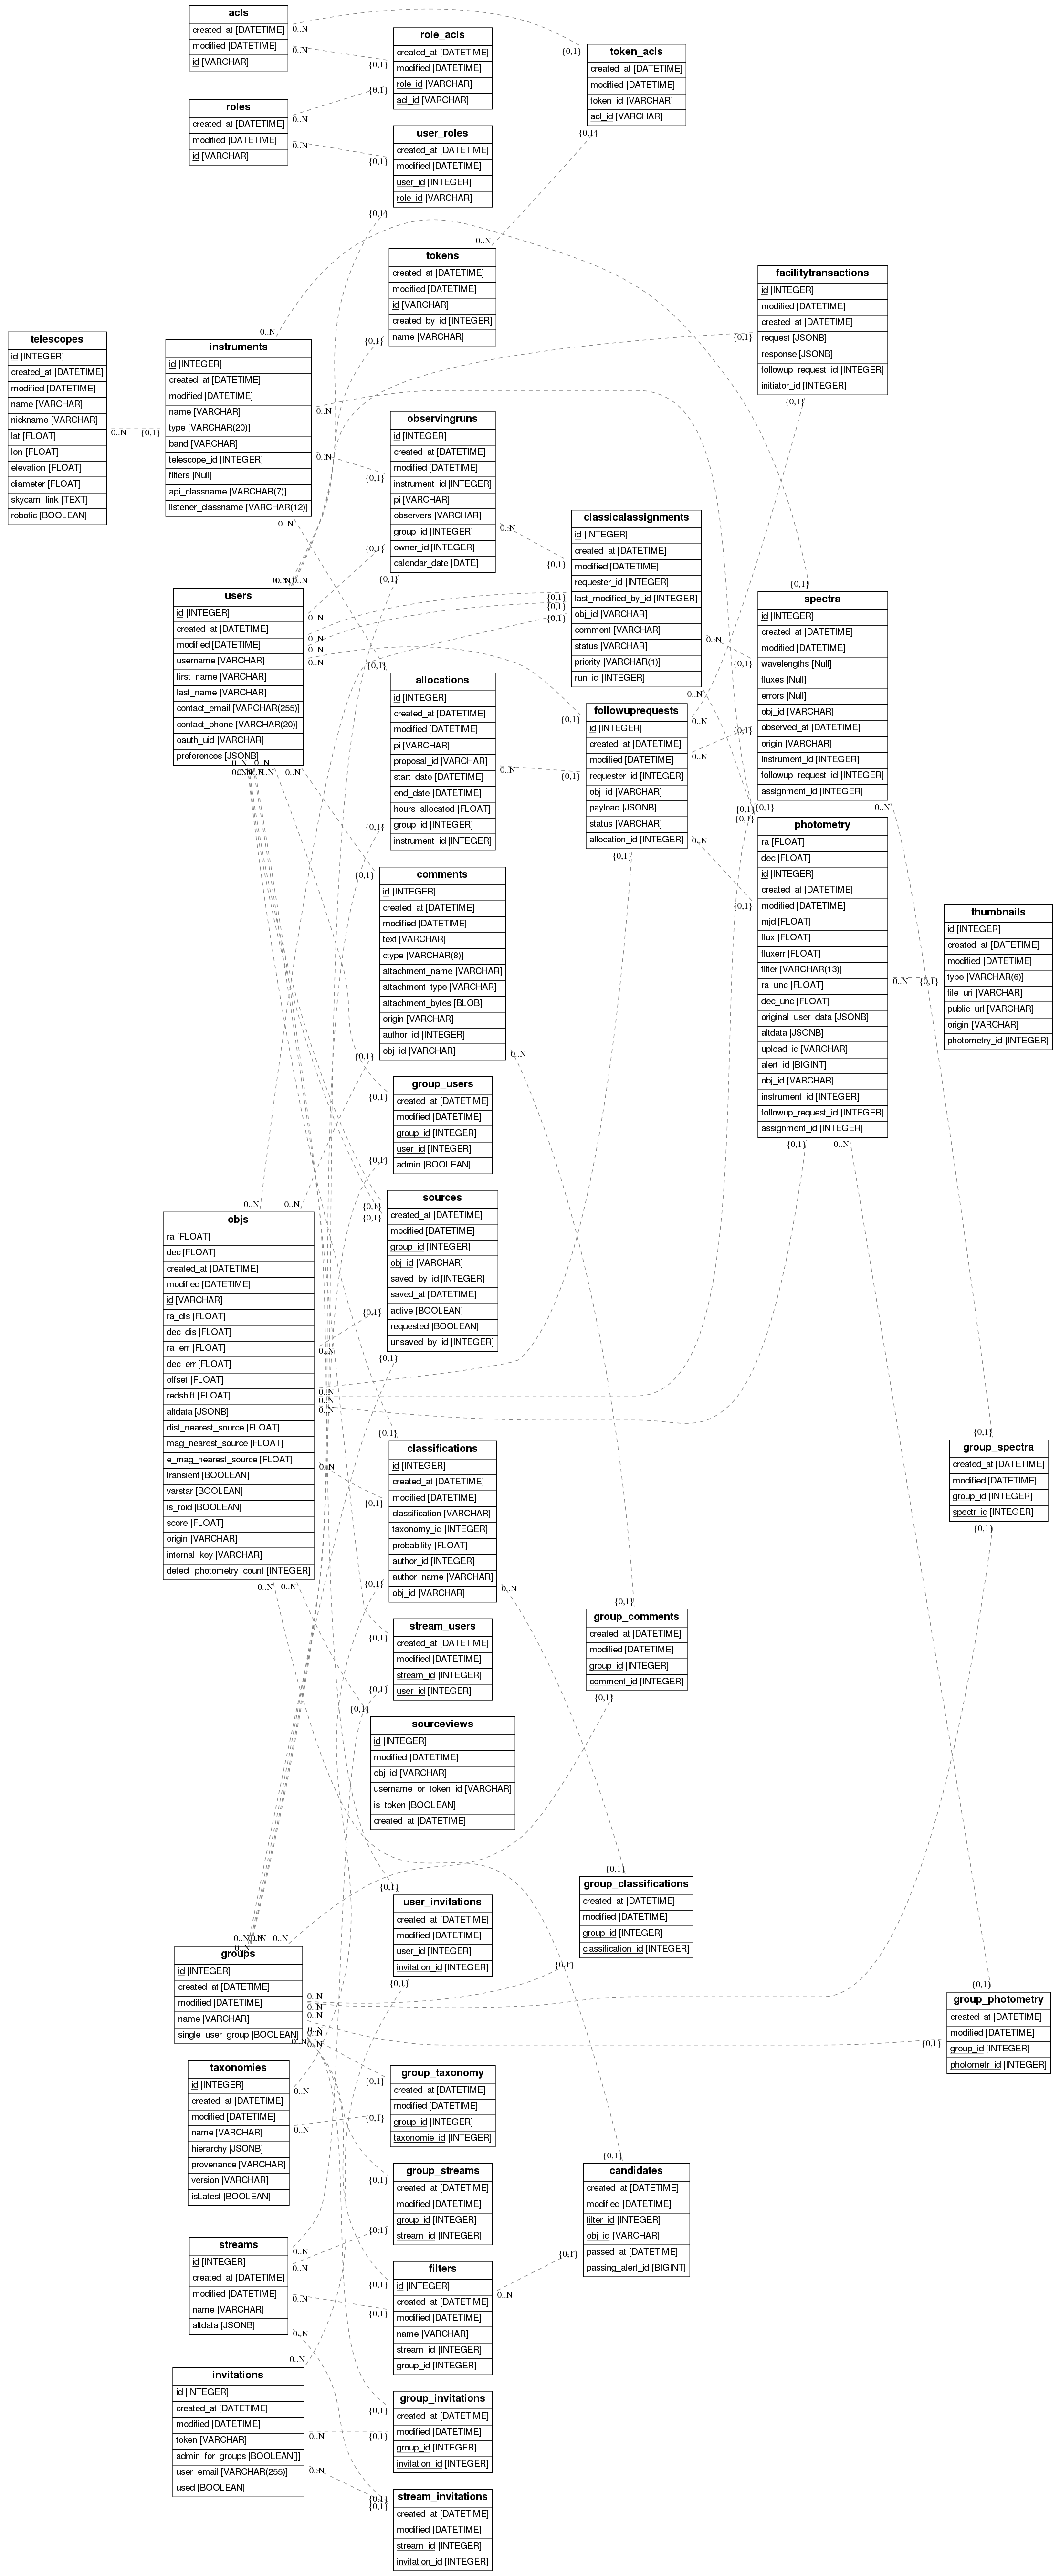 acls
created_at [DATETIME]
modified [DATETIME]
id [VARCHAR]
role_acls
created_at [DATETIME]
modified [DATETIME]
role_id [VARCHAR]
acl_id [VARCHAR]
token_acls
created_at [DATETIME]
modified [DATETIME]
token_id [VARCHAR]
acl_id [VARCHAR]
roles
created_at [DATETIME]
modified [DATETIME]
id [VARCHAR]
user_roles
created_at [DATETIME]
modified [DATETIME]
user_id [INTEGER]
role_id [VARCHAR]
tokens
created_at [DATETIME]
modified [DATETIME]
id [VARCHAR]
created_by_id [INTEGER]
name [VARCHAR]
facilitytransactions
id [INTEGER]
modified [DATETIME]
created_at [DATETIME]
request [JSONB]
response [JSONB]
followup_request_id [INTEGER]
initiator_id [INTEGER]
telescopes
id [INTEGER]
created_at [DATETIME]
modified [DATETIME]
name [VARCHAR]
nickname [VARCHAR]
lat [FLOAT]
lon [FLOAT]
elevation [FLOAT]
diameter [FLOAT]
skycam_link [TEXT]
robotic [BOOLEAN]
0..N
{0,1}
instruments
id [INTEGER]
created_at [DATETIME]
modified [DATETIME]
name [VARCHAR]
type [VARCHAR(20)]
band [VARCHAR]
telescope_id [INTEGER]
filters [Null]
api_classname [VARCHAR(7)]
listener_classname [VARCHAR(12)]
observingruns
id [INTEGER]
created_at [DATETIME]
modified [DATETIME]
instrument_id [INTEGER]
pi [VARCHAR]
observers [VARCHAR]
group_id [INTEGER]
owner_id [INTEGER]
calendar_date [DATE]
classicalassignments
id [INTEGER]
created_at [DATETIME]
modified [DATETIME]
requester_id [INTEGER]
last_modified_by_id [INTEGER]
obj_id [VARCHAR]
comment [VARCHAR]
status [VARCHAR]
priority [VARCHAR(1)]
run_id [INTEGER]
users
id [INTEGER]
created_at [DATETIME]
modified [DATETIME]
username [VARCHAR]
first_name [VARCHAR]
last_name [VARCHAR]
contact_email [VARCHAR(255)]
contact_phone [VARCHAR(20)]
oauth_uid [VARCHAR]
preferences [JSONB]
spectra
id [INTEGER]
created_at [DATETIME]
modified [DATETIME]
wavelengths [Null]
fluxes [Null]
errors [Null]
obj_id [VARCHAR]
observed_at [DATETIME]
origin [VARCHAR]
instrument_id [INTEGER]
followup_request_id [INTEGER]
assignment_id [INTEGER]
allocations
id [INTEGER]
created_at [DATETIME]
modified [DATETIME]
pi [VARCHAR]
proposal_id [VARCHAR]
start_date [DATETIME]
end_date [DATETIME]
hours_allocated [FLOAT]
group_id [INTEGER]
instrument_id [INTEGER]
followuprequests
id [INTEGER]
created_at [DATETIME]
modified [DATETIME]
requester_id [INTEGER]
obj_id [VARCHAR]
payload [JSONB]
status [VARCHAR]
allocation_id [INTEGER]
photometry
ra [FLOAT]
dec [FLOAT]
id [INTEGER]
created_at [DATETIME]
modified [DATETIME]
mjd [FLOAT]
flux [FLOAT]
fluxerr [FLOAT]
filter [VARCHAR(13)]
ra_unc [FLOAT]
dec_unc [FLOAT]
original_user_data [JSONB]
altdata [JSONB]
upload_id [VARCHAR]
alert_id [BIGINT]
obj_id [VARCHAR]
instrument_id [INTEGER]
followup_request_id [INTEGER]
assignment_id [INTEGER]
0..N
{0,1}
thumbnails
id [INTEGER]
created_at [DATETIME]
modified [DATETIME]
type [VARCHAR(6)]
file_uri [VARCHAR]
public_url [VARCHAR]
origin [VARCHAR]
photometry_id [INTEGER]
comments
id [INTEGER]
created_at [DATETIME]
modified [DATETIME]
text [VARCHAR]
ctype [VARCHAR(8)]
attachment_name [VARCHAR]
attachment_type [VARCHAR]
attachment_bytes [BLOB]
origin [VARCHAR]
author_id [INTEGER]
obj_id [VARCHAR]
group_users
created_at [DATETIME]
modified [DATETIME]
group_id [INTEGER]
user_id [INTEGER]
admin [BOOLEAN]
sources
created_at [DATETIME]
modified [DATETIME]
group_id [INTEGER]
obj_id [VARCHAR]
saved_by_id [INTEGER]
saved_at [DATETIME]
active [BOOLEAN]
requested [BOOLEAN]
unsaved_by_id [INTEGER]
objs
ra [FLOAT]
dec [FLOAT]
created_at [DATETIME]
modified [DATETIME]
id [VARCHAR]
ra_dis [FLOAT]
dec_dis [FLOAT]
ra_err [FLOAT]
dec_err [FLOAT]
offset [FLOAT]
redshift [FLOAT]
altdata [JSONB]
dist_nearest_source [FLOAT]
mag_nearest_source [FLOAT]
e_mag_nearest_source [FLOAT]
transient [BOOLEAN]
varstar [BOOLEAN]
is_roid [BOOLEAN]
score [FLOAT]
origin [VARCHAR]
internal_key [VARCHAR]
detect_photometry_count [INTEGER]
classifications
id [INTEGER]
created_at [DATETIME]
modified [DATETIME]
classification [VARCHAR]
taxonomy_id [INTEGER]
probability [FLOAT]
author_id [INTEGER]
author_name [VARCHAR]
obj_id [VARCHAR]
group_spectra
created_at [DATETIME]
modified [DATETIME]
group_id [INTEGER]
spectr_id [INTEGER]
stream_users
created_at [DATETIME]
modified [DATETIME]
stream_id [INTEGER]
user_id [INTEGER]
group_comments
created_at [DATETIME]
modified [DATETIME]
group_id [INTEGER]
comment_id [INTEGER]
sourceviews
id [INTEGER]
modified [DATETIME]
obj_id [VARCHAR]
username_or_token_id [VARCHAR]
is_token [BOOLEAN]
created_at [DATETIME]
group_classifications
created_at [DATETIME]
modified [DATETIME]
group_id [INTEGER]
classification_id [INTEGER]
user_invitations
created_at [DATETIME]
modified [DATETIME]
user_id [INTEGER]
invitation_id [INTEGER]
groups
id [INTEGER]
created_at [DATETIME]
modified [DATETIME]
name [VARCHAR]
single_user_group [BOOLEAN]
group_photometry
created_at [DATETIME]
modified [DATETIME]
group_id [INTEGER]
photometr_id [INTEGER]
taxonomies
id [INTEGER]
created_at [DATETIME]
modified [DATETIME]
name [VARCHAR]
hierarchy [JSONB]
provenance [VARCHAR]
version [VARCHAR]
isLatest [BOOLEAN]
group_taxonomy
created_at [DATETIME]
modified [DATETIME]
group_id [INTEGER]
taxonomie_id [INTEGER]
group_streams
created_at [DATETIME]
modified [DATETIME]
group_id [INTEGER]
stream_id [INTEGER]
candidates
created_at [DATETIME]
modified [DATETIME]
filter_id [INTEGER]
obj_id [VARCHAR]
passed_at [DATETIME]
passing_alert_id [BIGINT]
streams
id [INTEGER]
created_at [DATETIME]
modified [DATETIME]
name [VARCHAR]
altdata [JSONB]
filters
id [INTEGER]
created_at [DATETIME]
modified [DATETIME]
name [VARCHAR]
stream_id [INTEGER]
group_id [INTEGER]
invitations
id [INTEGER]
created_at [DATETIME]
modified [DATETIME]
token [VARCHAR]
admin_for_groups [BOOLEAN[]]
user_email [VARCHAR(255)]
used [BOOLEAN]
group_invitations
created_at [DATETIME]
modified [DATETIME]
group_id [INTEGER]
invitation_id [INTEGER]
stream_invitations
created_at [DATETIME]
modified [DATETIME]
stream_id [INTEGER]
invitation_id [INTEGER]